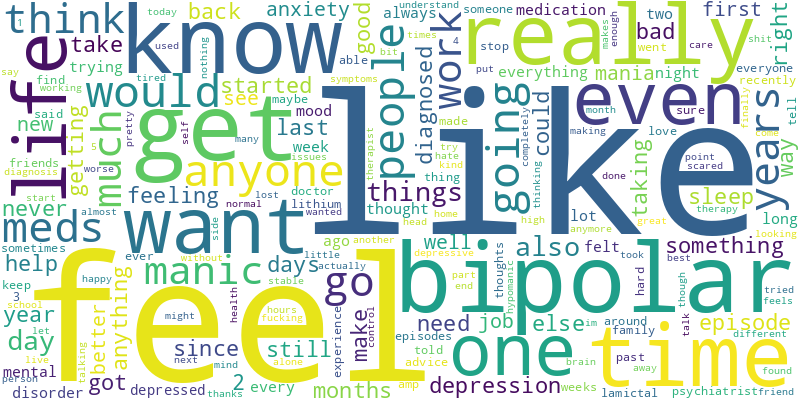 think
know
really
life
like
feel
get
bipolar
even
want
time
one
would
anyone
people
work
going
years
meds
manic
go
things
much
day
depression
anxiety
back
take
trying
today
used
tired
nothing
able
maybe
mood
started
see
getting
new
said
find
working
say
friends
diagnosis
start
self
pretty
many
worse
5
1
always
good
bit
times
symptoms
understand
someone
stop
put
medication
two
first
right
bad
went
care
makes
enough
shit
everyone
recently
everything
mania
night
sure
diagnosed
made
could
month
making
love
finally
come
tell
way
last
week
issues
therapist
try
hate
kind
thing
completely
thinking
taking
done
point
scared
sleep
therapy
long
looking
never
almost
feeling
lost
normal
doctor
lithium
wanted
thought
head
home
high
lot
anymore
great
also
something
felt
sometimes
ever
side
without
ago
another
little
actually
well
depressive
thoughts
hypomanic
part
end
took
best
tried
though
feels
help
keep
happy
days
stable
need
hard
talk
3
school
year
let
anything
better
talking
live
might
health
hours
fucking
make
experience
control
episodes
told
advice
job
else
im
around
family
brain
episode
different
past
away
found
mental
person
disorder
got
since
depressed
thanks
still
next
mind
alone
2
every
months
amp
weeks
lamictal
psychiatrist
friend
4